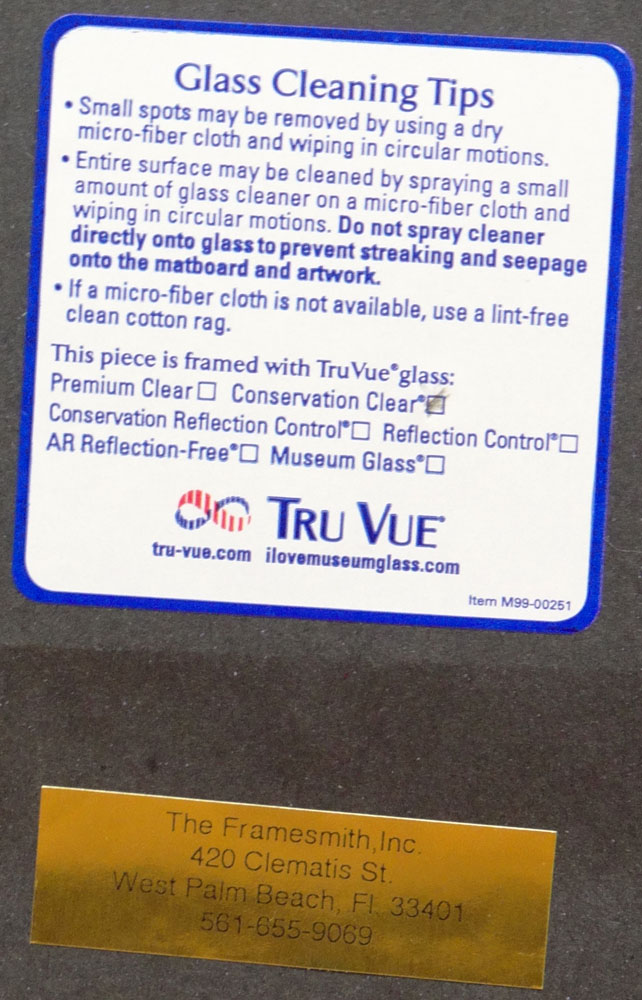 Glass Cleaning Tips
• Small spots may be removed by using a dry
micro-fiber cloth and wiping in circular motions.
• Entire surface may be cleaned by spraying a small
amount of glass cleaner on a micro-fiber cloth and
wiping in circular motions. Do not spray cleaner
directly onto glass to prevent streaking and seepage
onto the matboard and artwork.
• If a micro-fiber cloth is not available, use a lint-free
clean cotton rag.
This piece is framed with TruVue® glass:
Premium Clear☐ Conservation Clear®☑
Conservation Reflection Control®☐ Reflection Control®☐
AR Reflection-Free®☐ Museum Glass®☐
TRU VUE®
tru-vue.com ilovemuseumglass.com
Item M99-00251
The Framesmith,Inc.
420 Clematis St.
West Palm Beach, Fl. 33401
561-655-9069